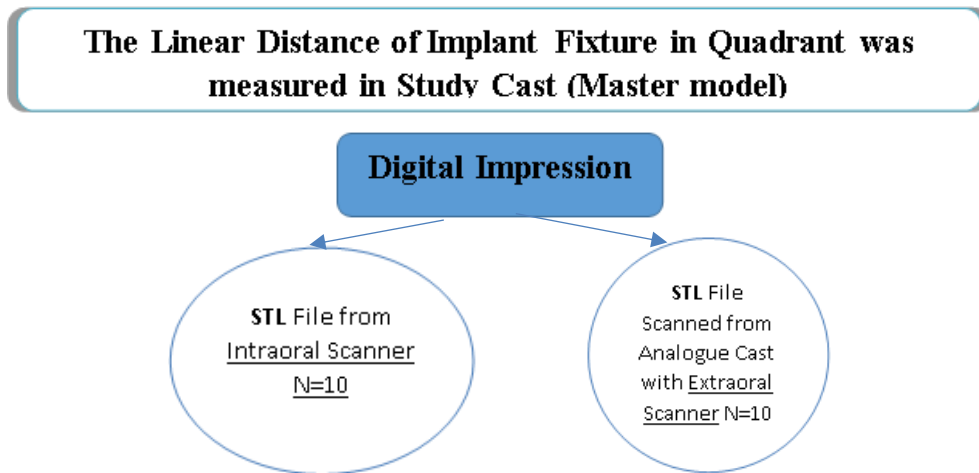 The Linear Distance of Implant Fixture in Quadrant was
measured in Study Cast (Master model)
Digital Impression
STL File from
Intraoral Scanner
N=10
STL File
Scanned from
Analogue Cast
with Extraoral
Scanner N=10